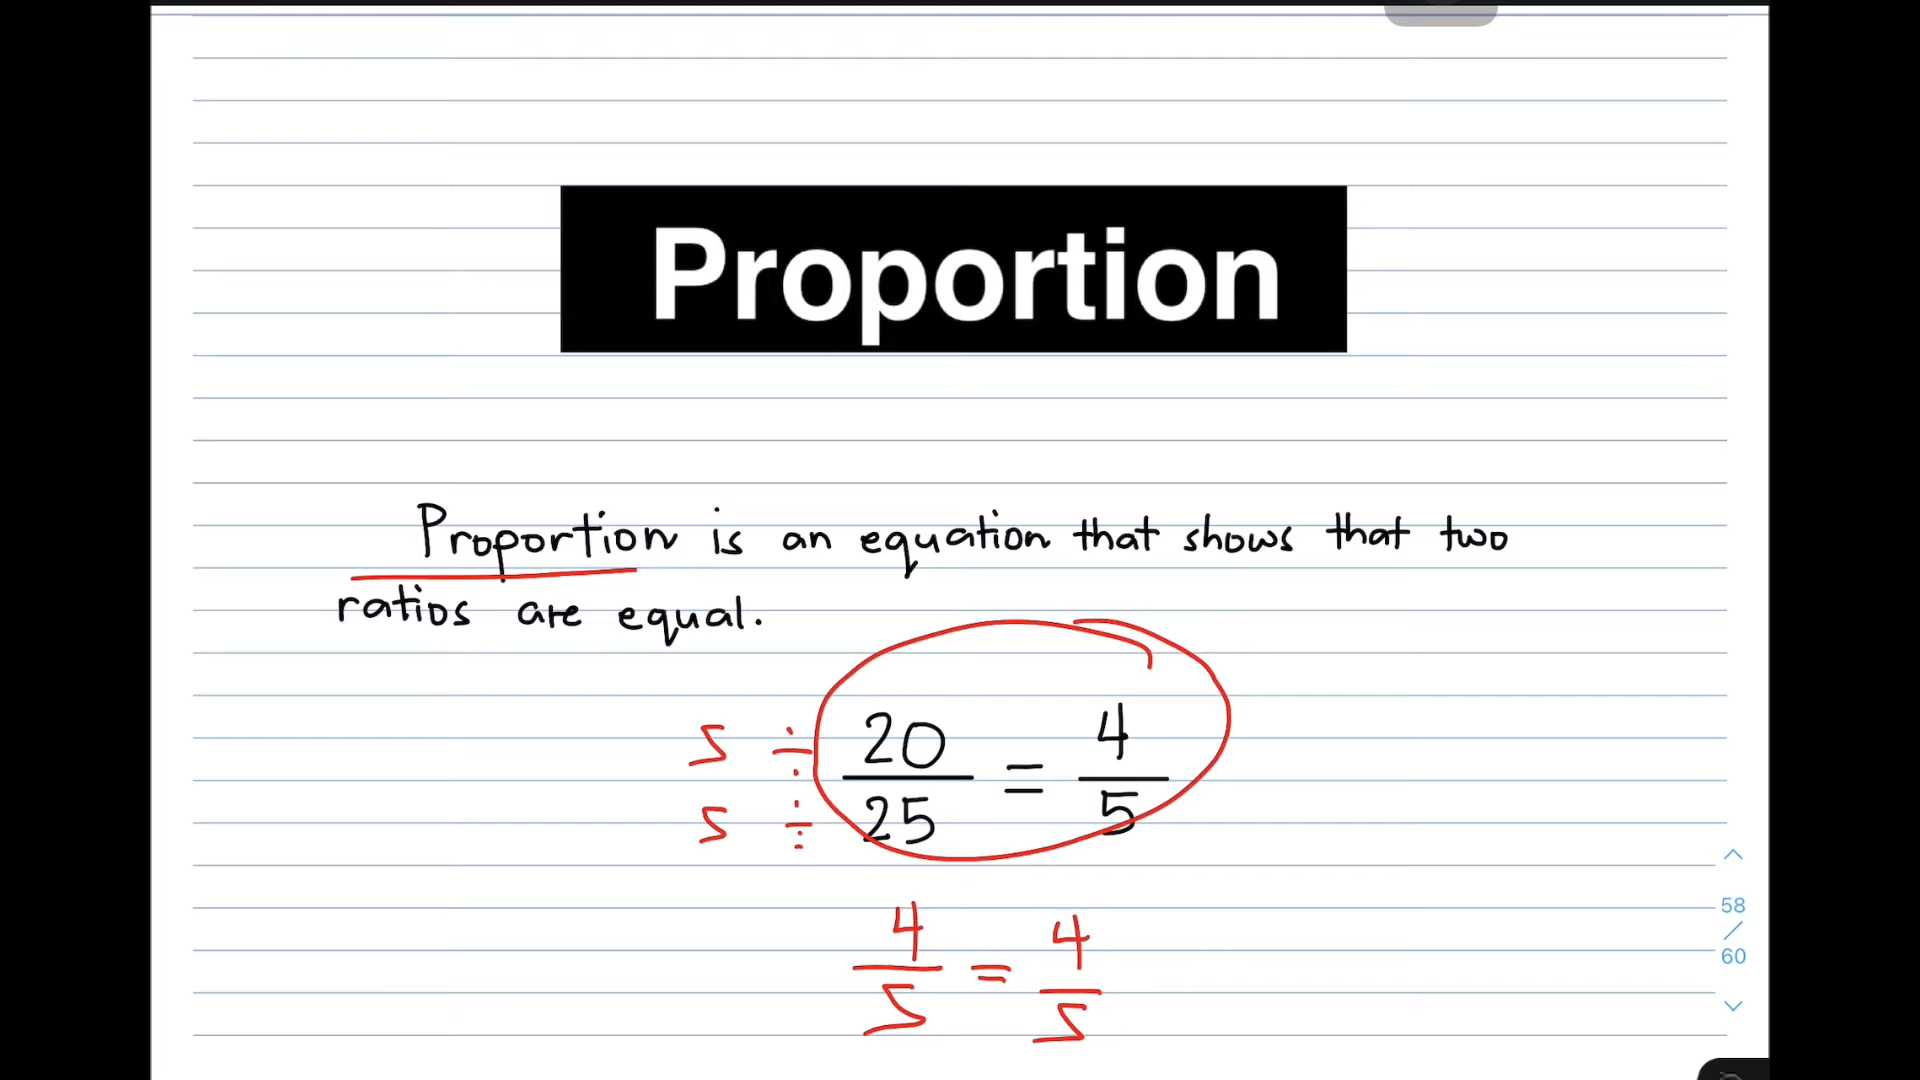 Proportion
Proportion is an equation that shows that two
ratios are equal.
5 ÷ 20/25 = 4/5
5 ÷
4/5 = 4/5
58
/
60